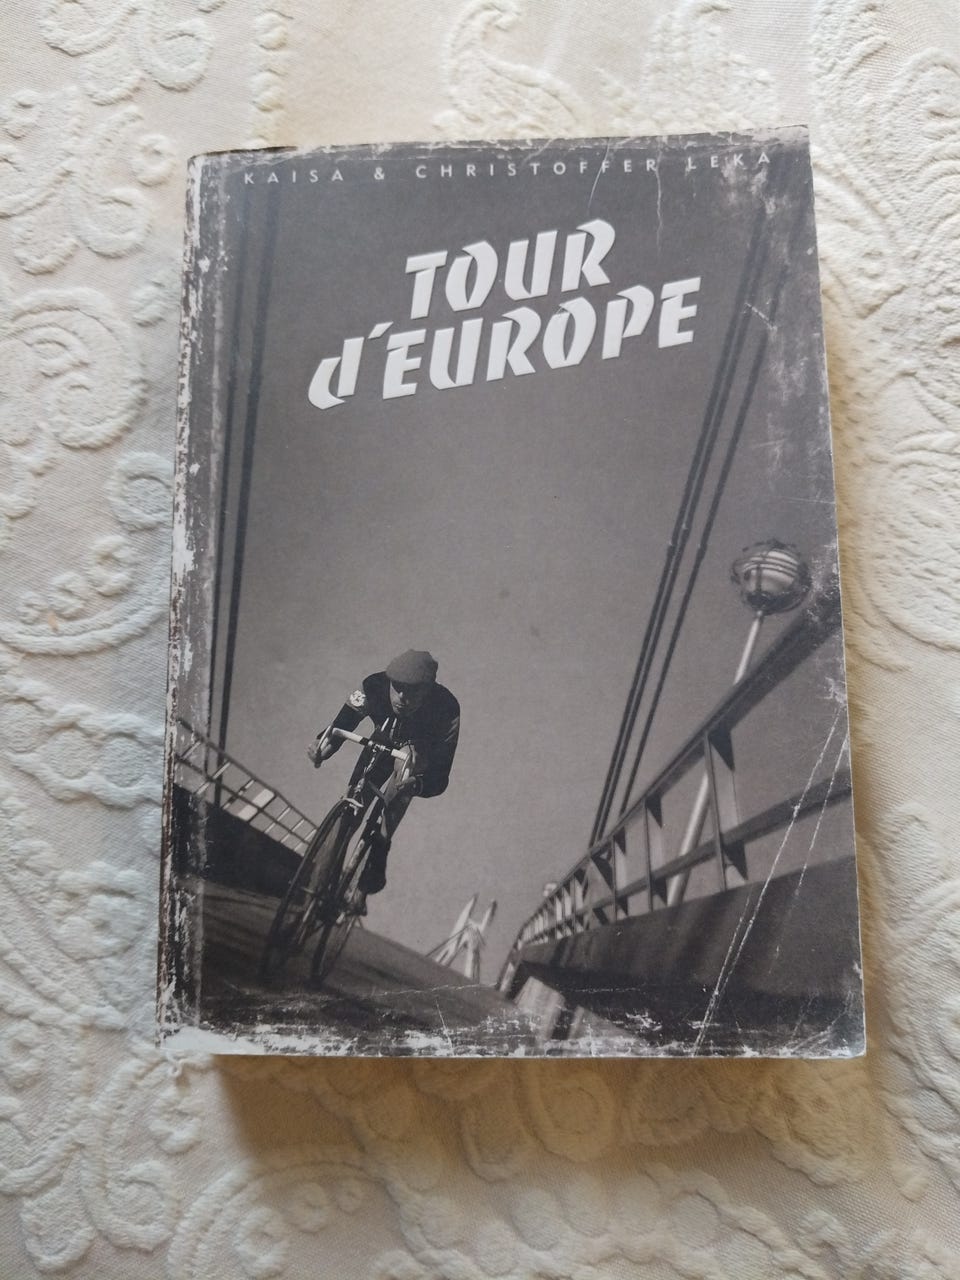 KAISA & CHRISTOFFER LEKA
TOUR
d'EUROPE